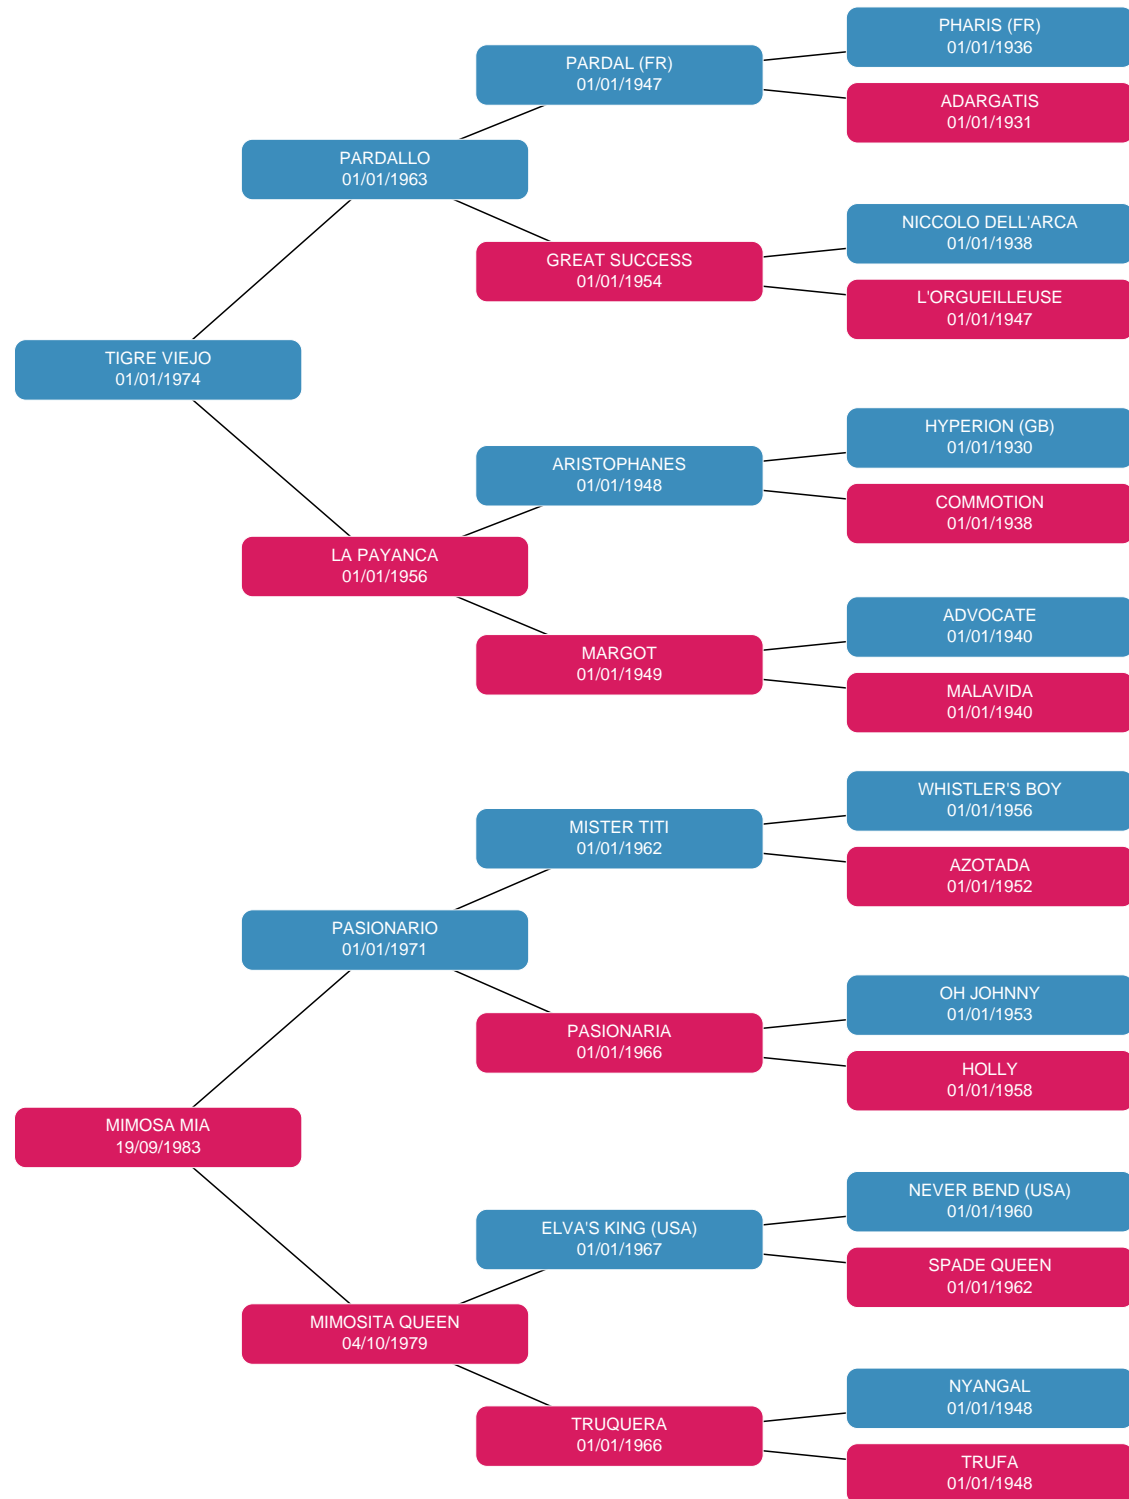 PHARIS (FR)
01/01/1936
PARDAL (FR)
01/01/1947
ADARGATIS
01/01/1931
PARDALLO
01/01/1963
NICCOLO DELL'ARCA
01/01/1938
GREAT SUCCESS
01/01/1954
L'ORGUEILLEUSE
01/01/1947
TIGRE VIEJO
01/01/1974
HYPERION (GB)
01/01/1930
ARISTOPHANES
01/01/1948
COMMOTION
01/01/1938
LA PAYANCA
01/01/1956
ADVOCATE
01/01/1940
MARGOT
01/01/1949
MALAVIDA
01/01/1940
WHISTLER'S BOY
01/01/1956
MISTER TITI
01/01/1962
AZOTADA
01/01/1952
PASIONARIO
01/01/1971
OH JOHNNY
01/01/1953
PASIONARIA
01/01/1966
HOLLY
01/01/1958
MIMOSA MIA
19/09/1983
NEVER BEND (USA)
01/01/1960
ELVA'S KING (USA)
01/01/1967
SPADE QUEEN
01/01/1962
MIMOSITA QUEEN
04/10/1979
NYANGAL
01/01/1948
TRUQUERA
01/01/1966
TRUFA
01/01/1948